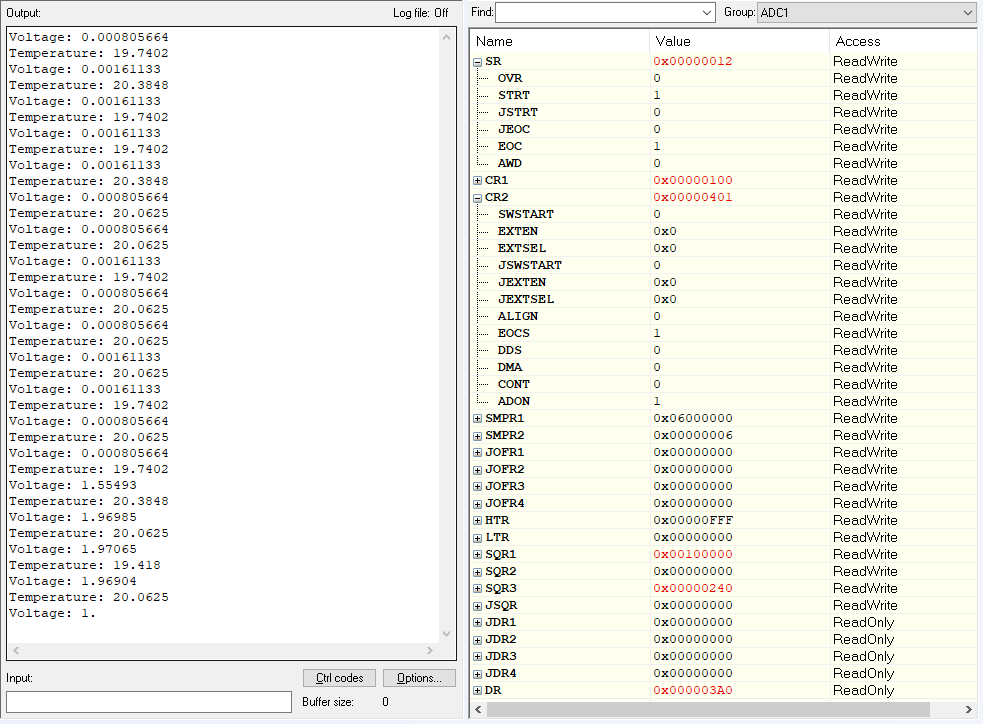 Output:
Log file: Off
Voltage: 0.000805664
Temperature: 19.7402
Voltage: 0.00161133
Temperature: 20.3848
Voltage: 0.00161133
Temperature: 19.7402
Voltage: 0.00161133
Temperature: 19.7402
Voltage: 0.00161133
Temperature: 20.3848
Voltage: 0.000805664
Temperature: 20.0625
Voltage: 0.000805664
Temperature: 20.0625
Voltage: 0.00161133
Temperature: 19.7402
Voltage: 0.000805664
Temperature: 20.0625
Voltage: 0.000805664
Temperature: 20.0625
Voltage: 0.00161133
Temperature: 20.0625
Voltage: 0.00161133
Temperature: 19.7402
Voltage: 0.000805664
Temperature: 20.0625
Voltage: 0.000805664
Temperature: 19.7402
Voltage: 1.55493
Temperature: 20.3848
Voltage: 1.96985
Temperature: 20.0625
Voltage: 1.97065
Temperature: 19.418
Voltage: 1.96904
Temperature: 20.0625
Voltage: 1.
Input:
Ctrl codes
Options...
Buffer size: 0
Find:
Group: ADC1
Name Value Access
SR 0x00000012 ReadWrite
OVR 0 ReadWrite
STRT 1 ReadWrite
JSTRT 0 ReadWrite
JEOC 0 ReadWrite
EOC 1 ReadWrite
AWD 0 ReadWrite
CR1 0x00000100 ReadWrite
CR2 0x00000401 ReadWrite
SWSTART 0 ReadWrite
EXTEN 0x0 ReadWrite
EXTSEL 0x0 ReadWrite
JSWSTART 0 ReadWrite
JEXTEN 0x0 ReadWrite
JEXTSEL 0x0 ReadWrite
ALIGN 0 ReadWrite
EOCS 1 ReadWrite
DDS 0 ReadWrite
DMA 0 ReadWrite
CONT 0 ReadWrite
ADON 1 ReadWrite
SMPR1 0x06000000 ReadWrite
SMPR2 0x00000006 ReadWrite
JOFR1 0x00000000 ReadWrite
JOFR2 0x00000000 ReadWrite
JOFR3 0x00000000 ReadWrite
JOFR4 0x00000000 ReadWrite
HTR 0x00000FFF ReadWrite
LTR 0x00000000 ReadWrite
SQR1 0x00100000 ReadWrite
SQR2 0x00000000 ReadWrite
SQR3 0x00000240 ReadWrite
JSQR 0x00000000 ReadWrite
JDR1 0x00000000 ReadOnly
JDR2 0x00000000 ReadOnly
JDR3 0x00000000 ReadOnly
JDR4 0x00000000 ReadOnly
DR 0x000003A0 ReadOnly